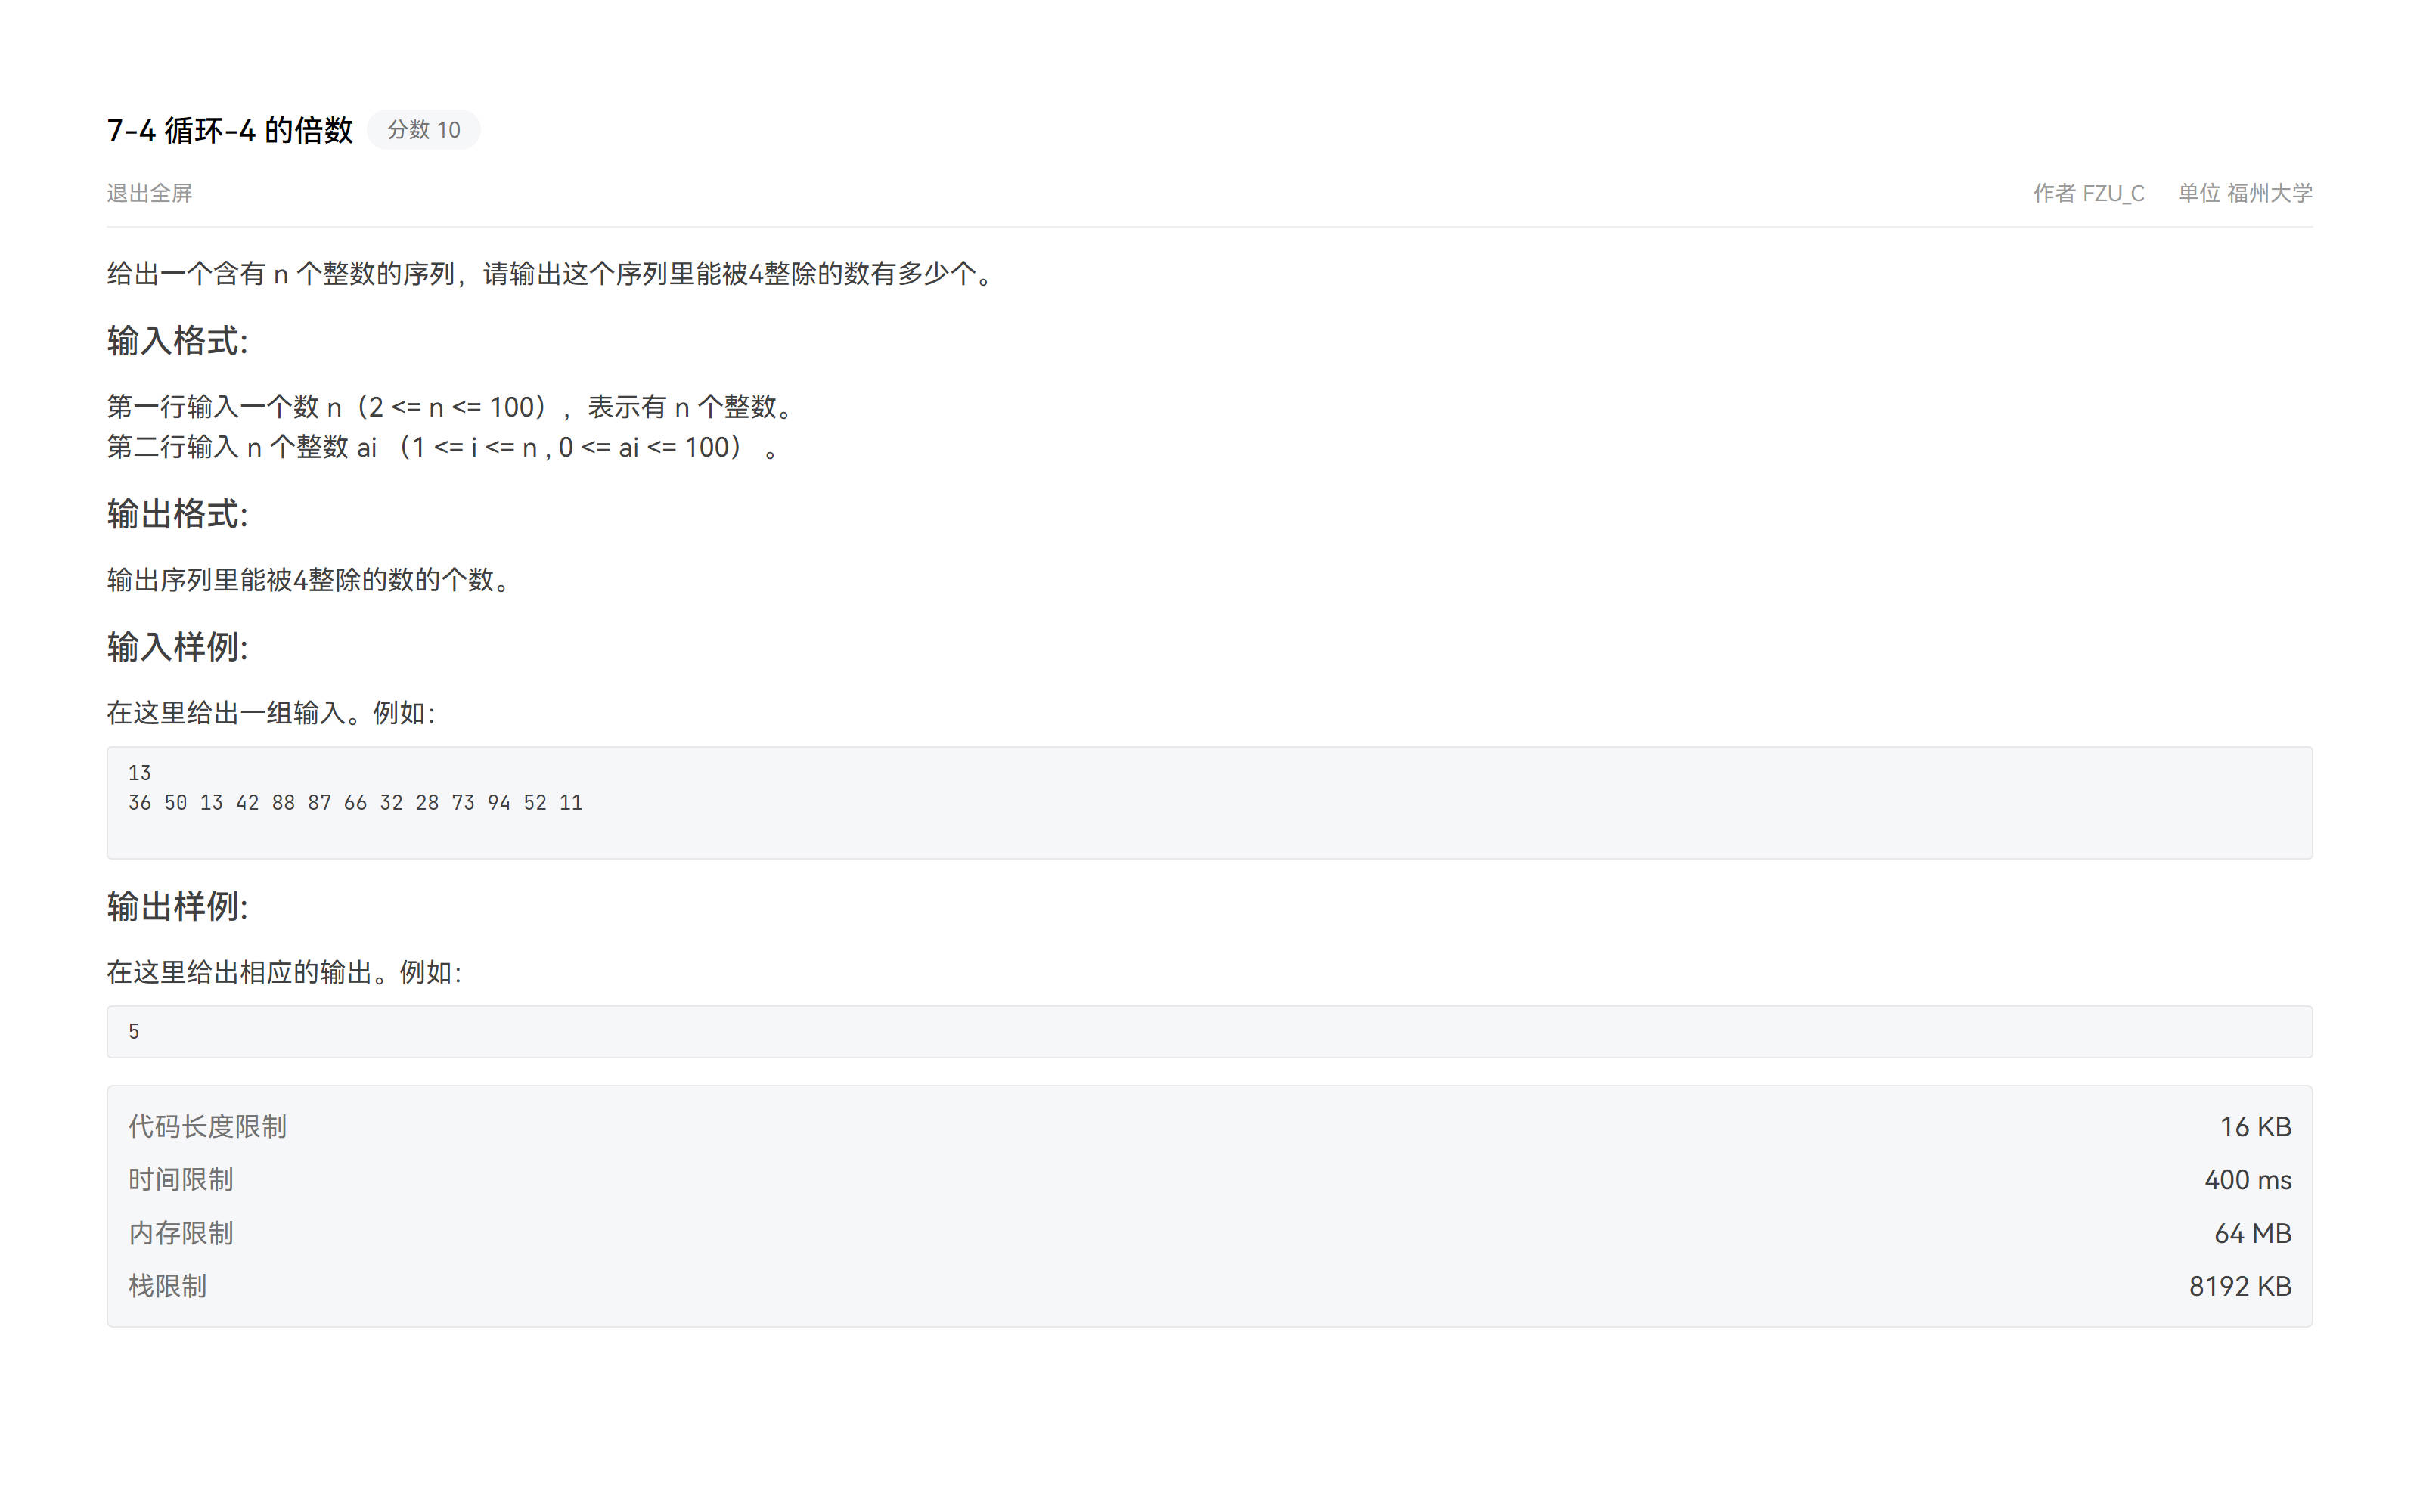 7-4 循环-4 的倍数 分数 10
退出全屏 作者 FZU_C 单位 福州大学
给出一个含有 n 个整数的序列，请输出这个序列里能被4整除的数有多少个。
输入格式:
第一行输入一个数 n（2 <= n <= 100），表示有 n 个整数。
第二行输入 n 个整数 ai （1 <= i <= n , 0 <= ai <= 100） 。
输出格式:
输出序列里能被4整除的数的个数。
输入样例:
在这里给出一组输入。例如：
13
36 50 13 42 88 87 66 32 28 73 94 52 11
输出样例:
在这里给出相应的输出。例如：
5
代码长度限制 16 KB
时间限制 400 ms
内存限制 64 MB
栈限制 8192 KB